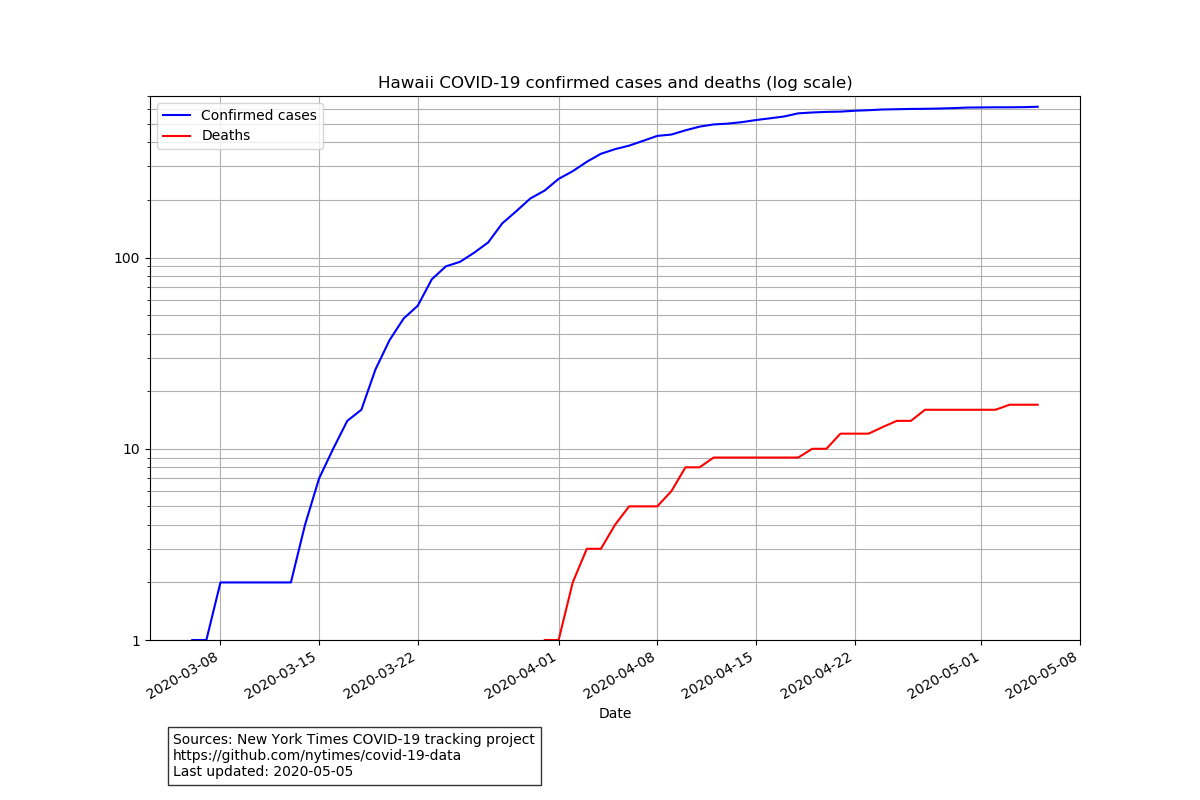 Hawaii COVID-19 confirmed cases and deaths (log scale)
Confirmed cases
Deaths
100
10
1
2020-03-08
2020-03-15
2020-03-22
2020-04-01
2020-04-08
2020-04-15
2020-04-22
2020-05-01
2020-05-08
Date
Sources: New York Times COVID-19 tracking project
https://github.com/nytimes/covid-19-data
Last updated: 2020-05-05